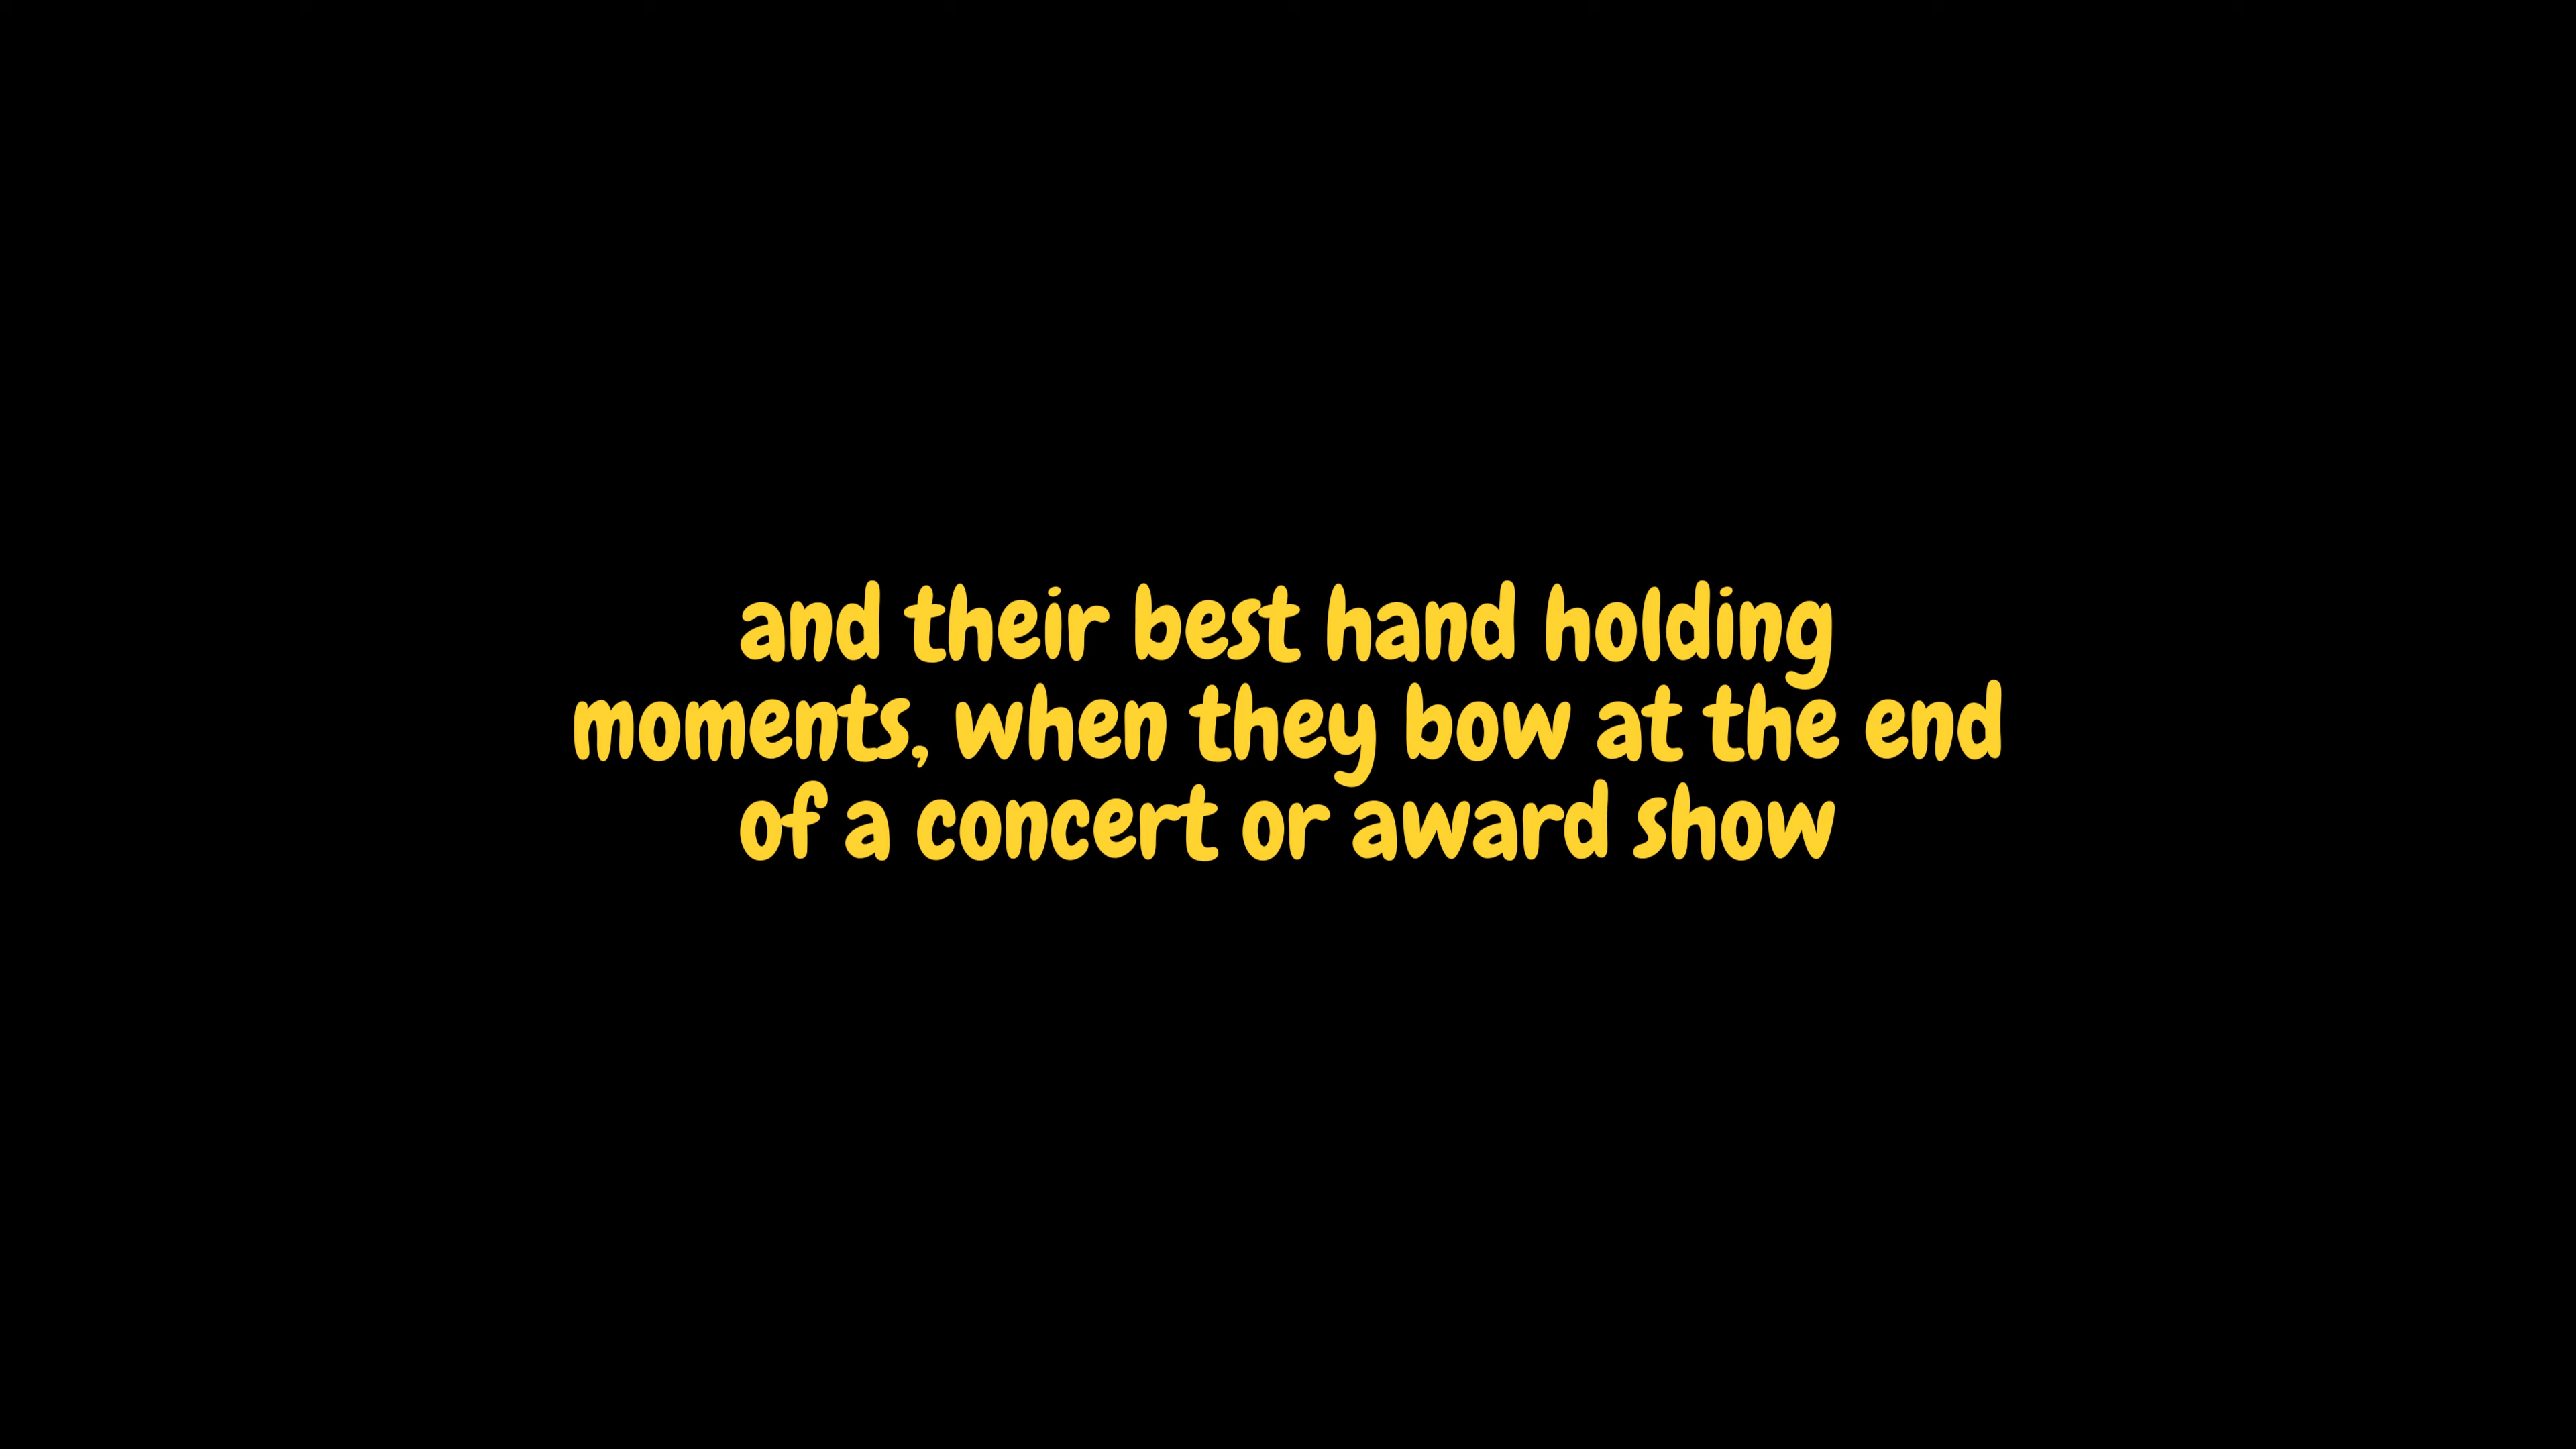 and their best hand holding
moments, when they bow at the end
of a concert or award show